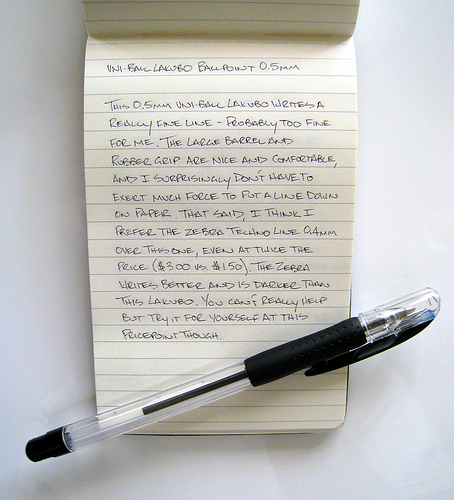 UNI-BALL LAKUBO BALLPOINT 0.5MM
THIS 0.5MM UNI-BALL LAKUBO WRITES A
REALLY FINE LINE - PROBABLY TOO FINE
FOR ME. THE LARGE BARREL AND
RUBBER GRIP ARE NICE AND COMFORTABLE,
AND I SURPRISINGLY DON'T HAVE TO
EXERT MUCH FORCE TO PUT A LINE DOWN
ON PAPER. THAT SAID, I THINK I
PREFER THE ZEBRA TECHNO LINE 0.4MM
OVER THIS ONE, EVEN AT TWICE THE
PRICE ($3.00 VS. $1.50). THE ZEBRA
WRITES BETTER AND IS DARKER THAN
THIS LAKUBO. YOU CAN'T REALLY HELP
BUT TRY IT FOR YOURSELF AT THIS
PRICEPOINT THOUGH.